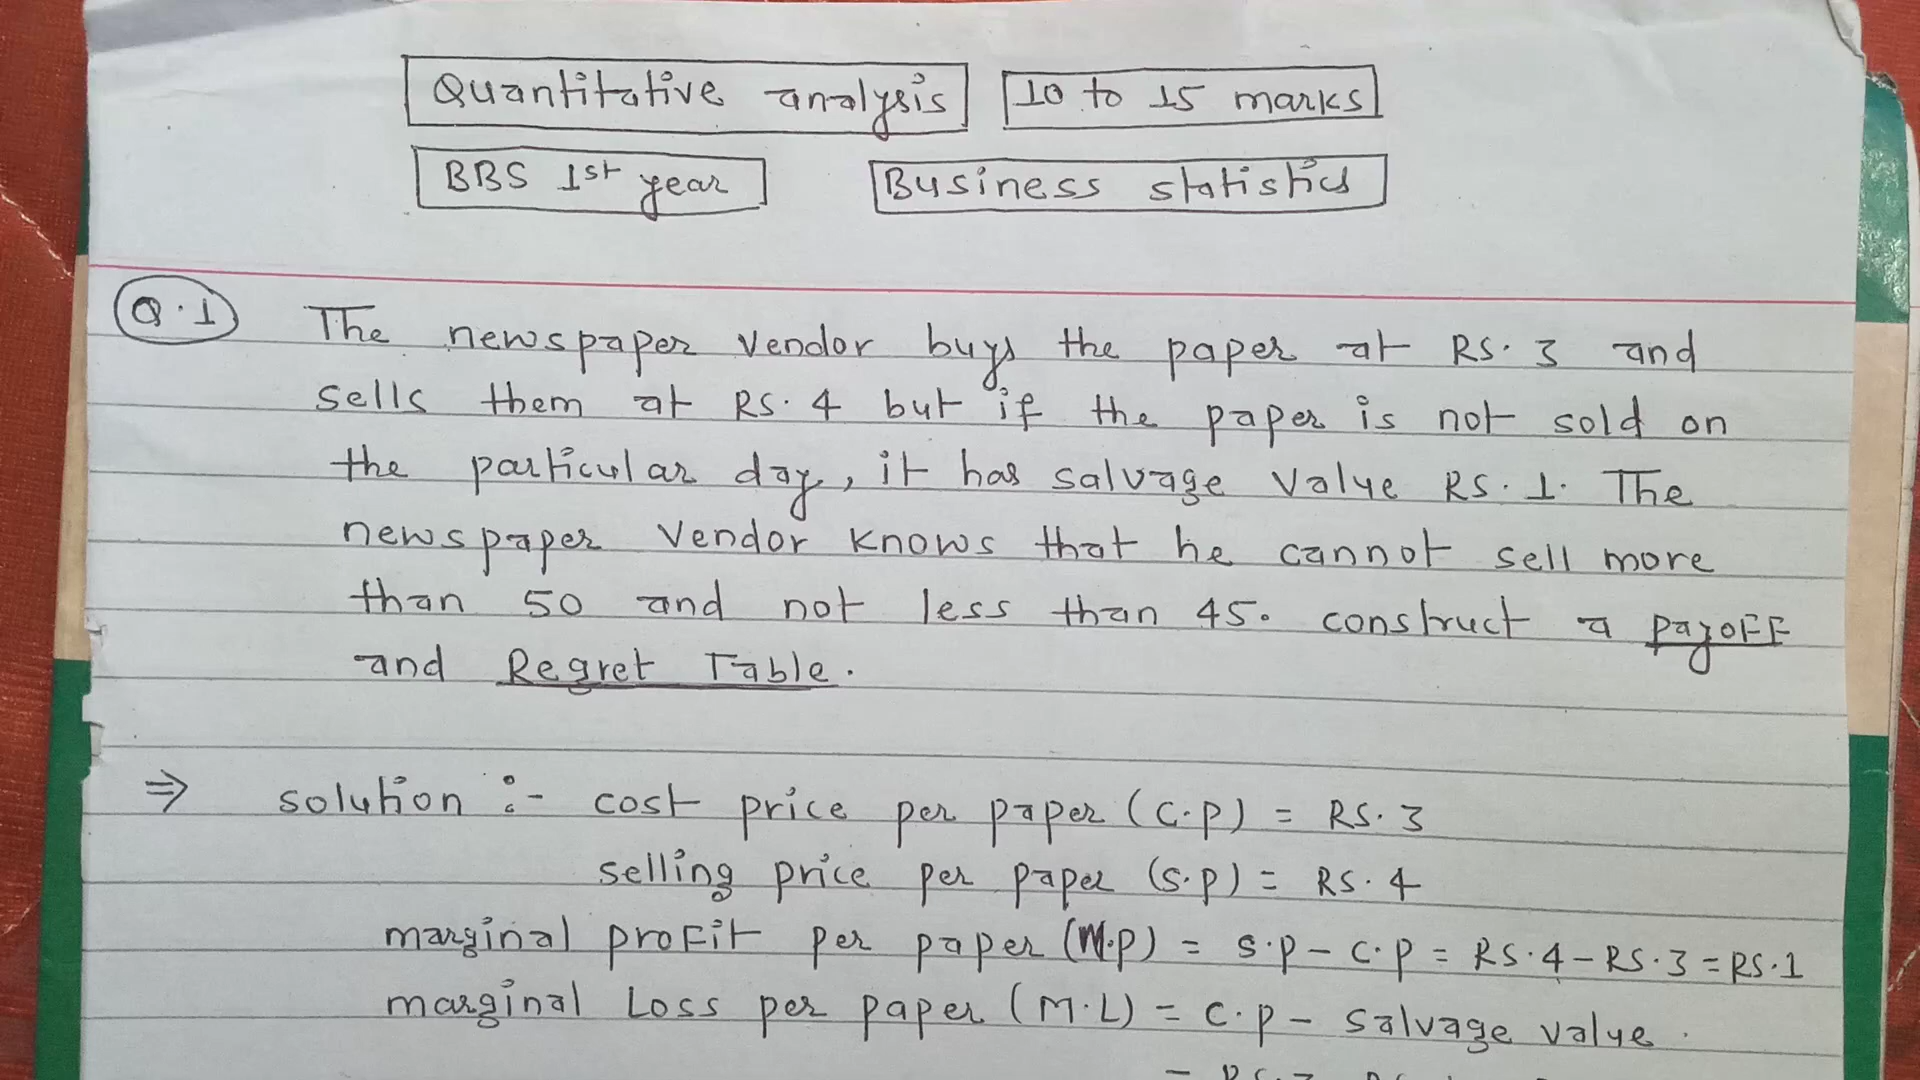 Quantitative analysis 10 to 15 marks
BBS 1st year Business statistics
Q.1 The newspaper vendor buys the paper at RS. 3 and
sells them at RS. 4 but if the paper is not sold on
the particular day, it has salvage value RS. 1. The
newspaper vendor knows that he cannot sell more
than 50 and not less than 45. construct a payoff
and Regret Table.
⇒ solution :- cost price per paper (C.P) = RS. 3
selling price per paper (S.P) = RS. 4
marginal profit per paper (M.P) = S.P - C.P = RS.4 - RS.3 = RS.1
marginal Loss per paper (M.L) = C.P - salvage value.